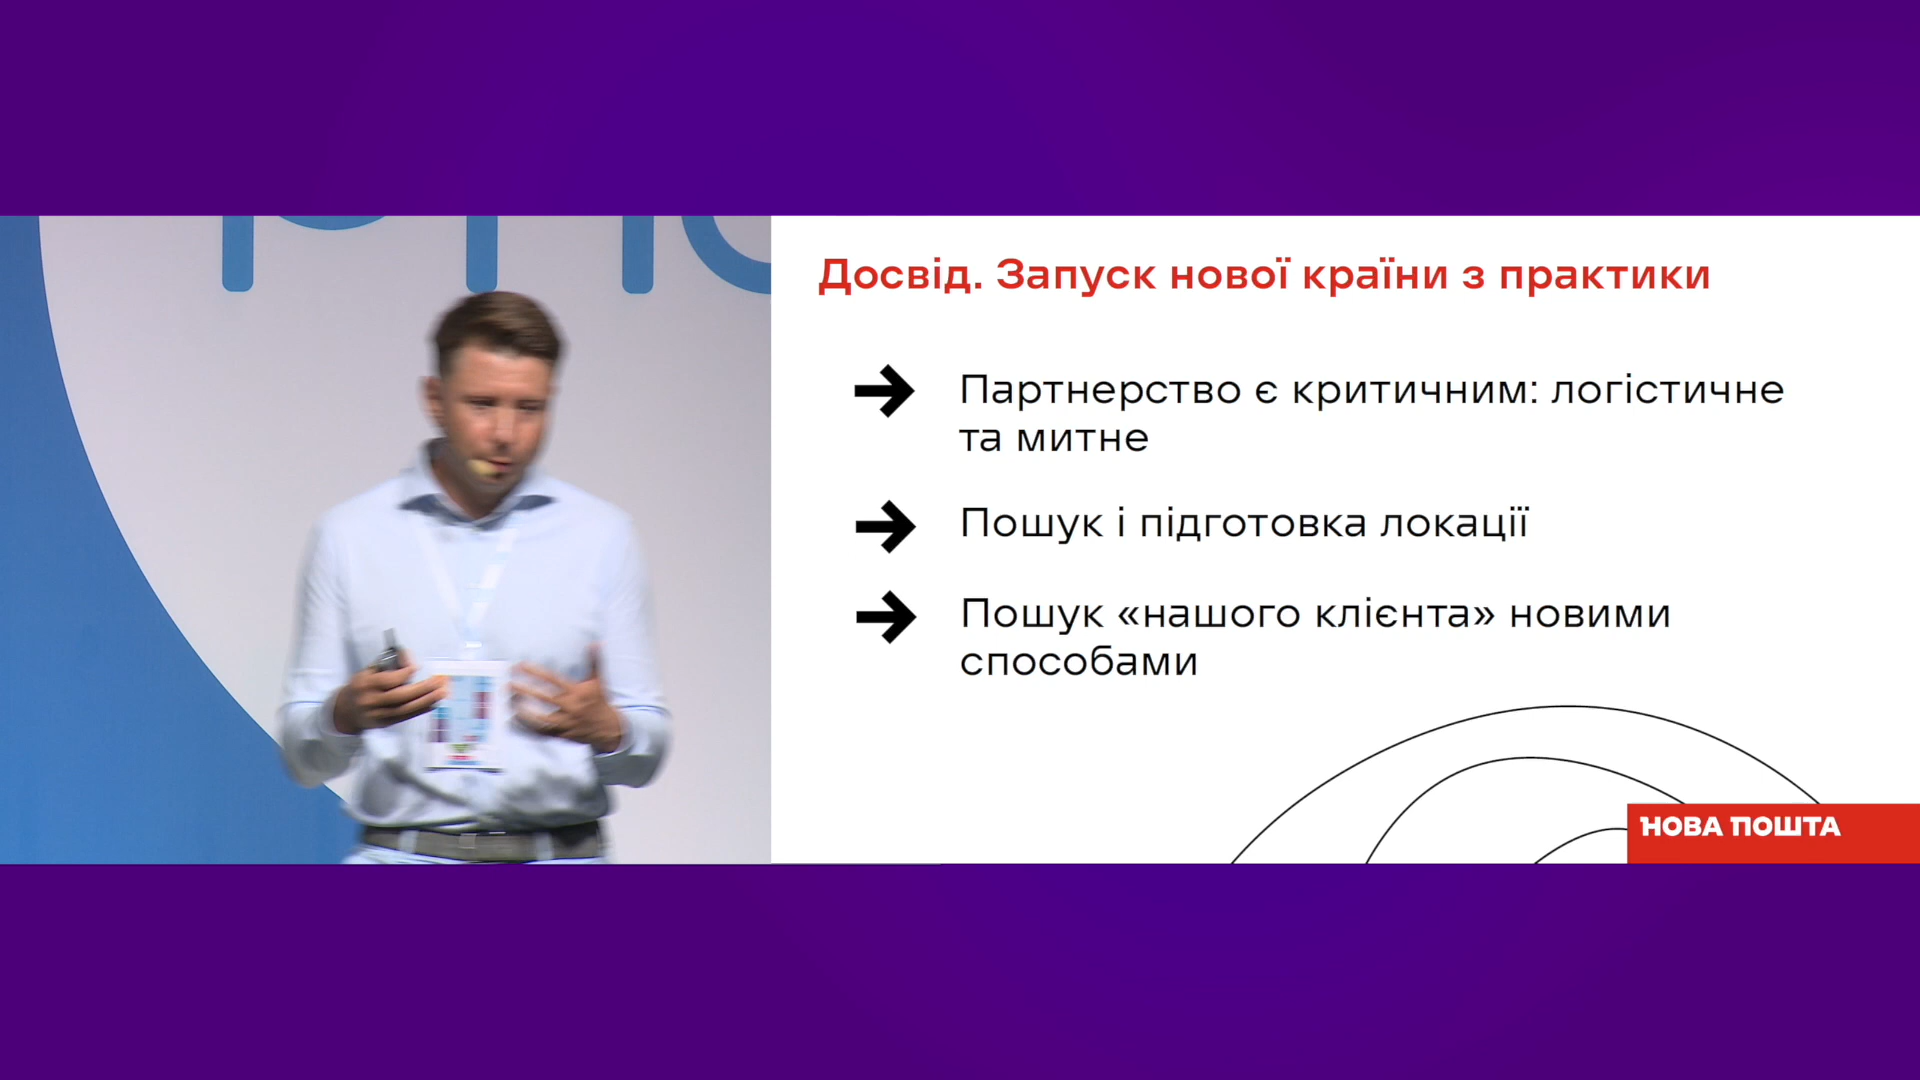 Досвід. Запуск нової країни з практики
Партнерство є критичним: логістичне
та митне
Пошук і підготовка локації
Пошук «нашого клієнта» новими
способами
НОВА ПОШТА